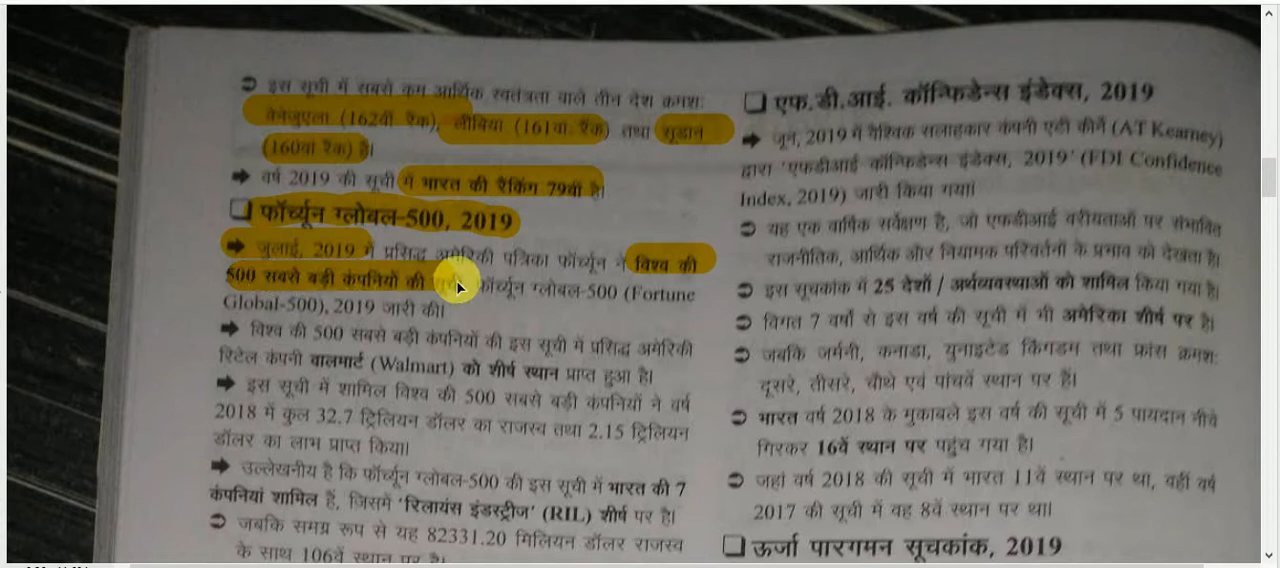 इस सूची में सबसे कम आर्थिक स्वतंत्रता वाले तीन देश क्रमशः
वेनेजुएला (162वीं रैंक), लीबिया (161वीं रैंक) तथा सूडान
(160वीं रैंक) है।
वर्ष 2019 की सूची में भारत की रैंकिंग 79वीं है।
फॉर्च्यून ग्लोबल-500, 2019
जुलाई, 2019 में प्रसिद्ध अमेरिकी पत्रिका फॉर्च्यून ने विश्व की
500 सबसे बड़ी कंपनियों की फॉर्च्यून ग्लोबल-500 (Fortune
Global-500), 2019 जारी की।
विश्व की 500 सबसे बड़ी कंपनियों की इस सूची में प्रसिद्ध अमेरिकी
रिटेल कंपनी वालमार्ट (Walmart) को शीर्ष स्थान प्राप्त हुआ है।
इस सूची में शामिल विश्व की 500 सबसे बड़ी कंपनियों ने वर्ष
2018 में कुल 32.7 ट्रिलियन डॉलर का राजस्व तथा 2.15 ट्रिलियन
डॉलर का लाभ प्राप्त किया।
उल्लेखनीय है कि फॉर्च्यून ग्लोबल-500 की इस सूची में भारत की 7
कंपनियां शामिल हैं, जिसमें 'रिलायंस इंडस्ट्रीज' (RIL) शीर्ष पर है।
जबकि समग्र रूप से यह 82331.20 मिलियन डॉलर राजस्व
के साथ 106वें स्थान पर है।
एफ.डी.आई. कॉन्फिडेन्स इंडेक्स, 2019
जून, 2019 में वैश्विक सलाहकार कंपनी एटी कीर्नी (AT Kearney)
द्वारा 'एफडीआई कॉन्फिडेन्स इंडेक्स, 2019' (FDI Confidence
Index, 2019) जारी किया गया।
यह एक वार्षिक सर्वेक्षण है, जो एफडीआई वरीयताओं पर संभावित
राजनीतिक, आर्थिक और नियामक परिवर्तनों के प्रभाव को देखता है।
इस सूचकांक में 25 देशों / अर्थव्यवस्थाओं को शामिल किया गया है।
विगत 7 वर्षों से इस वर्ष की सूची में भी अमेरिका शीर्ष पर है।
जबकि जर्मनी, कनाडा, युनाइटेड किंगडम तथा फ्रांस क्रमशः
दूसरे, तीसरे, चौथे एवं पांचवें स्थान पर हैं।
भारत वर्ष 2018 के मुकाबले इस वर्ष की सूची में 5 पायदान नीचे
गिरकर 16वें स्थान पर पहुंच गया है।
जहां वर्ष 2018 की सूची में भारत 11वें स्थान पर था, वहीं वर्ष
2017 की सूची में वह 8वें स्थान पर था।
ऊर्जा पारगमन सूचकांक, 2019